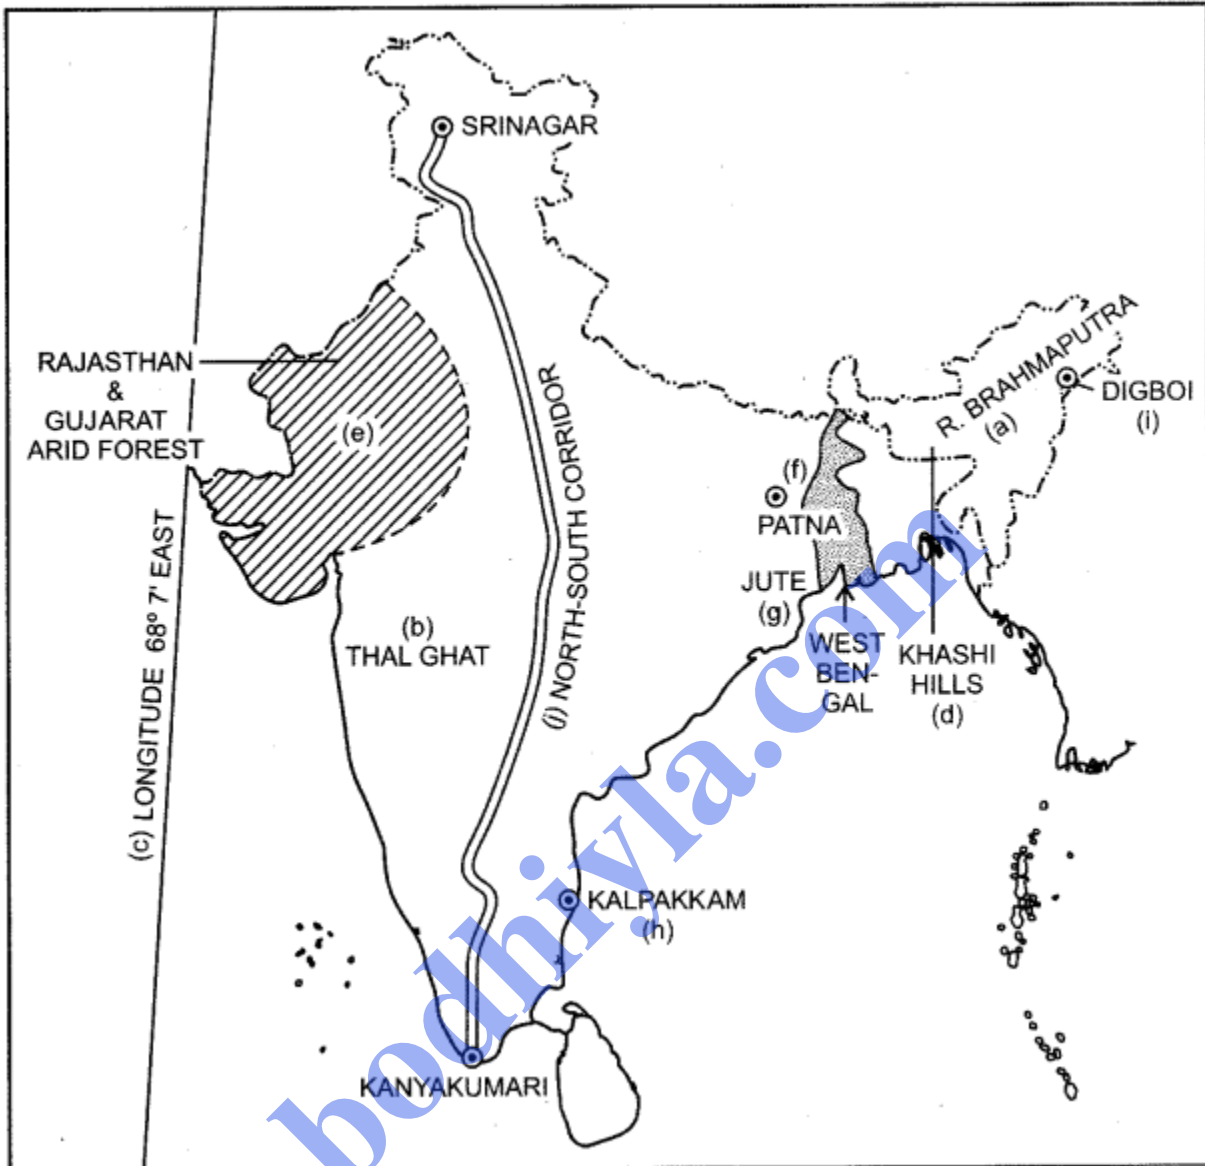 SRINAGAR
RAJASTHAN
&
GUJARAT
ARID FOREST
(e)
R. BRAHMAPUTRA
(a)
DIGBOI
(i)
(f)
PATNA
JUTE
(g)
WEST
BEN-
GAL
KHASHI
HILLS
(d)
(b)
THAL GHAT
(j) NORTH-SOUTH CORRIDOR
(c) LONGITUDE 68° 7' EAST
KALPAKKAM
(h)
KANYAKUMARI
bodhiyla.com